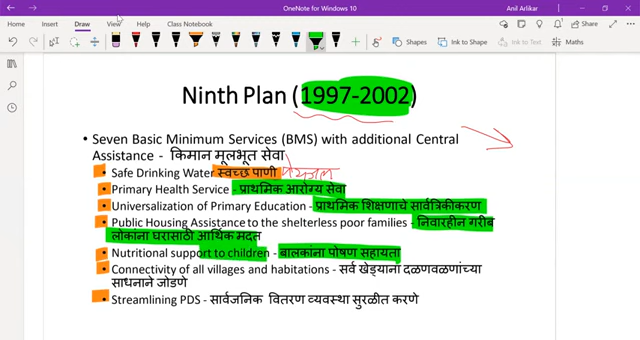 OneNote for Windows 10
Anil Arlikar
Home Insert Draw View Help Class Notebook
Share
Shapes Ink to Shape Ink to Text Maths
Ninth Plan (1997-2002)
• Seven Basic Minimum Services (BMS) with additional Central
Assistance - किमान मूलभूत सेवा
• Safe Drinking Water स्वच्छ पाणी पेयजल
• Primary Health Service - प्राथमिक आरोग्य सेवा
• Universalization of Primary Education - प्राथमिक शिक्षणाचे सार्वत्रिकीकरण
• Public Housing Assistance to the shelterless poor families - निवारहीन गरीब
लोकांना घरासाठी आर्थिक मदत
• Nutritional support to children - बालकांना पोषण सहायता
• Connectivity of all villages and habitations - सर्व खेड्याना दळणवळणांच्या
साधनाने जोडणे
• Streamlining PDS - सार्वजनिक वितरण व्यवस्था सुरळीत करणे